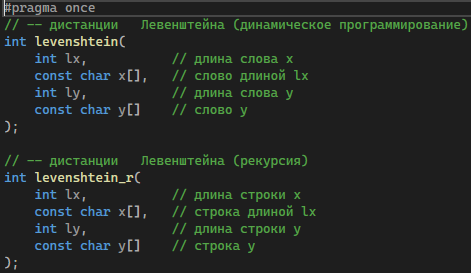 #pragma once
// -- дистанции   Левенштейна (динамическое программирование)
int levenshtein(
    int lx,          // длина слова x
    const char x[],  // слово длиной lx
    int ly,          // длина слова y
    const char y[]   // слово y
);

// -- дистанции   Левенштейна (рекурсия)
int levenshtein_r(
    int lx,          // длина строки x
    const char x[],  // строка длиной lx
    int ly,          // длина строки y
    const char y[]   // строка y
);